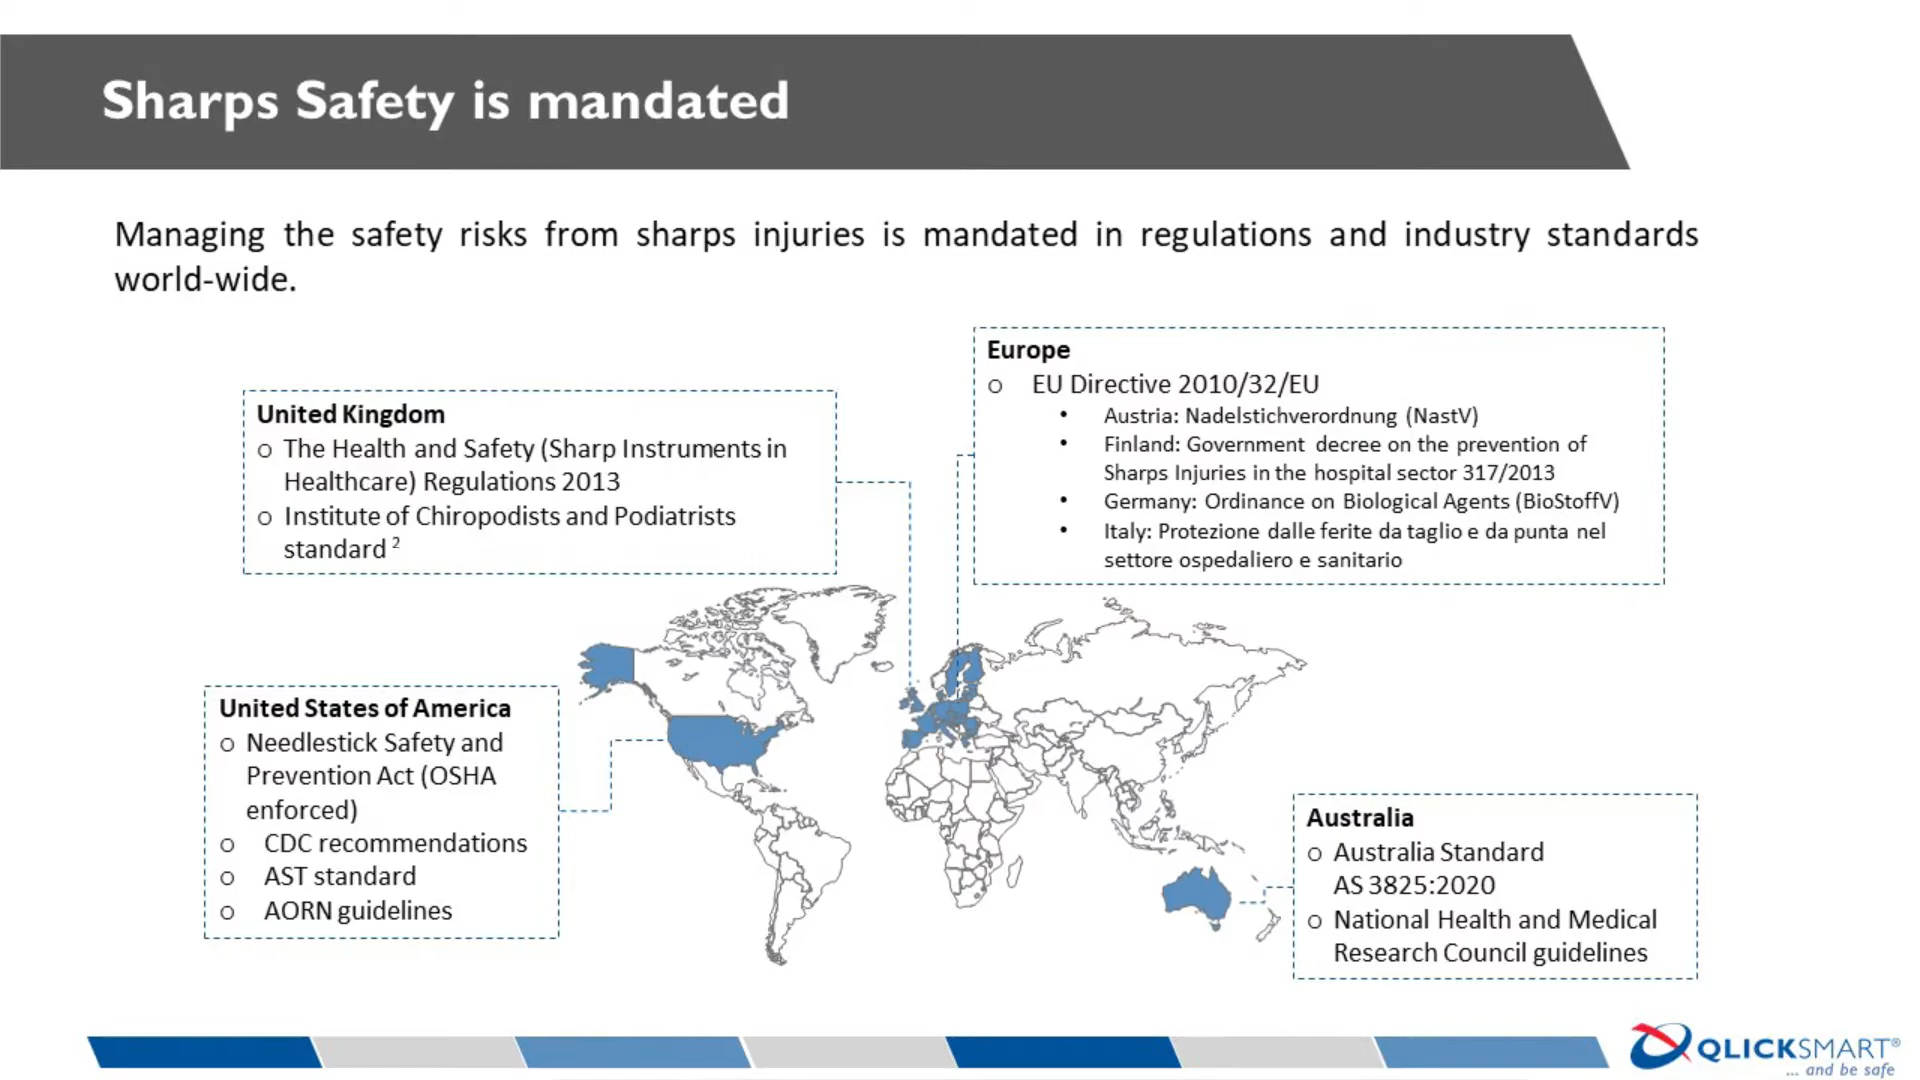 Sharps Safety is mandated
Managing the safety risks from sharps injuries is mandated in regulations and industry standards
world-wide.
United Kingdom
o The Health and Safety (Sharp Instruments in
Healthcare) Regulations 2013
o Institute of Chiropodists and Podiatrists
standard 2
Europe
o EU Directive 2010/32/EU
• Austria: Nadelstichverordnung (NastV)
• Finland: Government decree on the prevention of
Sharps Injuries in the hospital sector 317/2013
• Germany: Ordinance on Biological Agents (BioStoffV)
• Italy: Protezione dalle ferite da taglio e da punta nel
settore ospedaliero e sanitario
United States of America
o Needlestick Safety and
Prevention Act (OSHA
enforced)
o CDC recommendations
o AST standard
o AORN guidelines
Australia
o Australia Standard
AS 3825:2020
o National Health and Medical
Research Council guidelines
QLICKSMART®
... and be safe